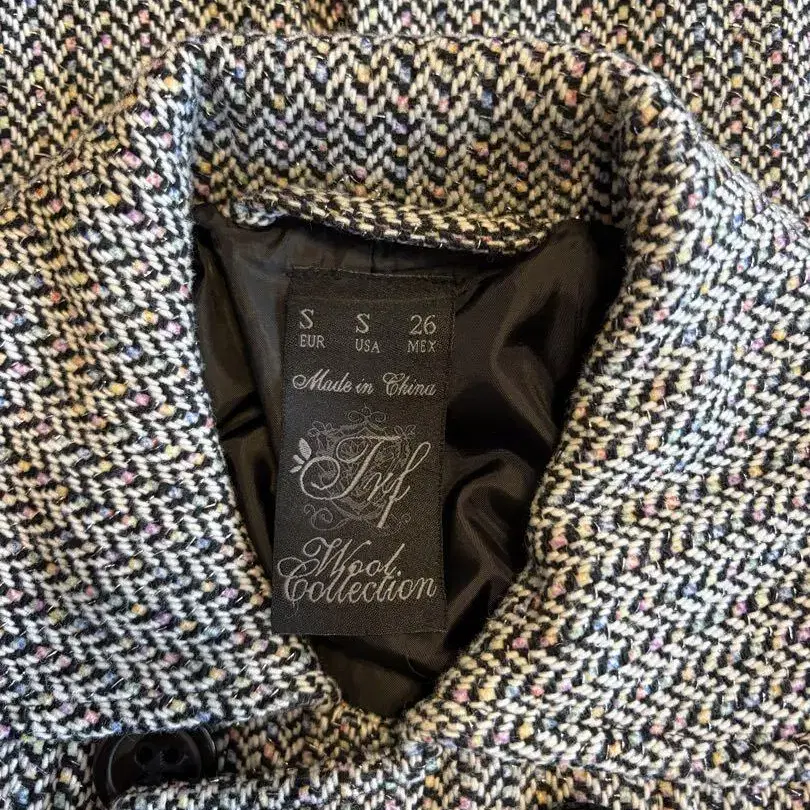 S S 26
EUR USA MEX
Made in China
Trf
Wool
Collection